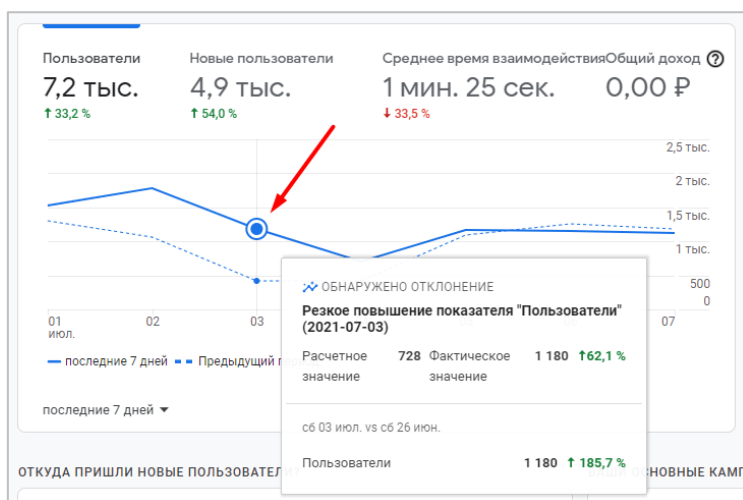 Пользователи
Новые пользователи
Среднее время взаимодействия
Общий доход
7,2 тыс.
4,9 тыс.
1 мин. 25 сек.
0,00 ₽
↑ 33,2 %
↑ 54,0 %
↓ 33,5 %
2,5 тыс.
2 тыс.
1,5 тыс.
1 тыс.
500
0
01
июл.
02
03
07
последние 7 дней
Предыдущий
ОБНАРУЖЕНО ОТКЛОНЕНИЕ
Резкое повышение показателя "Пользователи"
(2021-07-03)
Расчетное
значение
728
Фактическое
значение
1 180 ↑62,1 %
сб 03 июл. vs сб 26 июн.
Пользователи
1 180 ↑ 185,7 %
последние 7 дней
ОТКУДА ПРИШЛИ НОВЫЕ ПОЛЬЗОВАТЕЛ